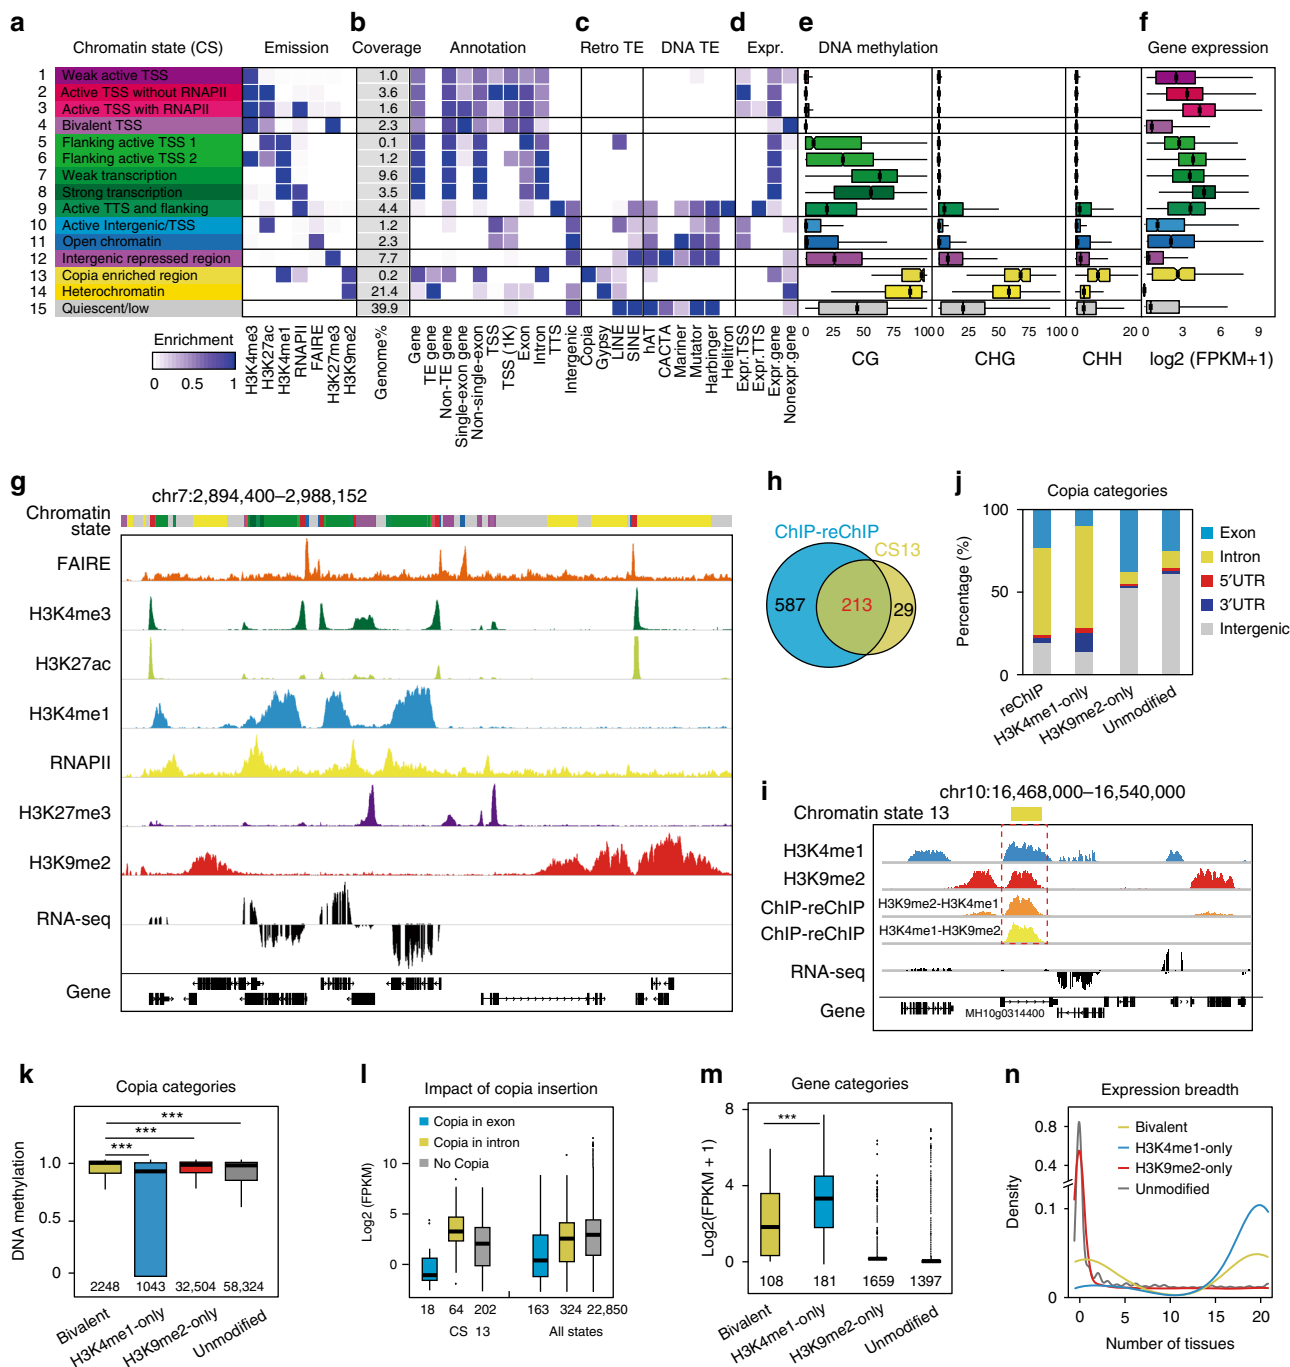 a b c d e f
Chromatin state (CS) Emission Coverage Annotation Retro TE DNA TE Expr. DNA methylation Gene expression
1 Weak active TSS 1.0
2 Active TSS without RNAPII 3.6
3 Active TSS with RNAPII 1.6
4 Bivalent TSS 2.3
5 Flanking active TSS 1 0.1
6 Flanking active TSS 2 1.2
7 Weak transcription 9.6
8 Strong transcription 3.5
9 Active TTS and flanking 4.4
10 Active Intergenic/TSS 1.2
11 Open chromatin 2.3
12 Intergenic repressed region 7.7
13 Copia enriched region 0.2
14 Heterochromatin 21.4
15 Quiescent/low 39.9
Enrichment
0 1
H3K4me3
H3K27ac
H3K4me1
RNAPII
FAIRE
H3K27me3
H3K9me2
Genome%
Gene
TE gene
Non-TE gene
Single-exon gene
Non-single-exon
TSS
TSS (1K)
Exon
Intron
TTS
Intergenic
Copia
Gypsy
LINE
SINE
hAT
CACTA
Mariner
Mutator
Harbinger
Helitron
Expr.TSS
Expr.TTS
Expr.gene
Nonexpr.gene
0 25 50 75 100
CG
0 25 50 75 100
CHG
0 20
CHH
0 3 6 9
log2 (FPKM+1)
g
chr7:2,894,400–2,988,152
Chromatin
state
FAIRE
H3K4me3
H3K27ac
H3K4me1
RNAPII
H3K27me3
H3K9me2
RNA-seq
Gene
h
ChIP-reChIP
CS13
587 213 29
j
Copia categories
Percentage (%)
100
50
0
reChIP
H3K4me1-only
H3K9me2-only
Unmodified
Exon
Intron
5′UTR
3′UTR
Intergenic
i
chr10:16,468,000–16,540,000
Chromatin state 13
H3K4me1
H3K9me2
ChIP-reChIP H3K9me2-H3K4me1
ChIP-reChIP H3K4me1-H3K9me2
RNA-seq
Gene
MH10g0314400
k
Copia categories
DNA methylation
1.0
0.5
0
***
***
***
2248 1043 32,504 58,324
Bivalent
H3K4me1-only
H3K9me2-only
Unmodified
l
Impact of copia insertion
Log2 (FPKM)
10
5
0
Copia in exon
Copia in intron
No Copia
18 64 202 163 324 22,850
CS 13 All states
m
Gene categories
Log2(FPKM + 1)
8
4
0
***
108 181 1659 1397
Bivalent
H3K4me1-only
H3K9me2-only
Unmodified
n
Expression breadth
Density
0.8
0.4
0.1
0
Bivalent
H3K4me1-only
H3K9me2-only
Unmodified
0 5 10 15 20
Number of tissues